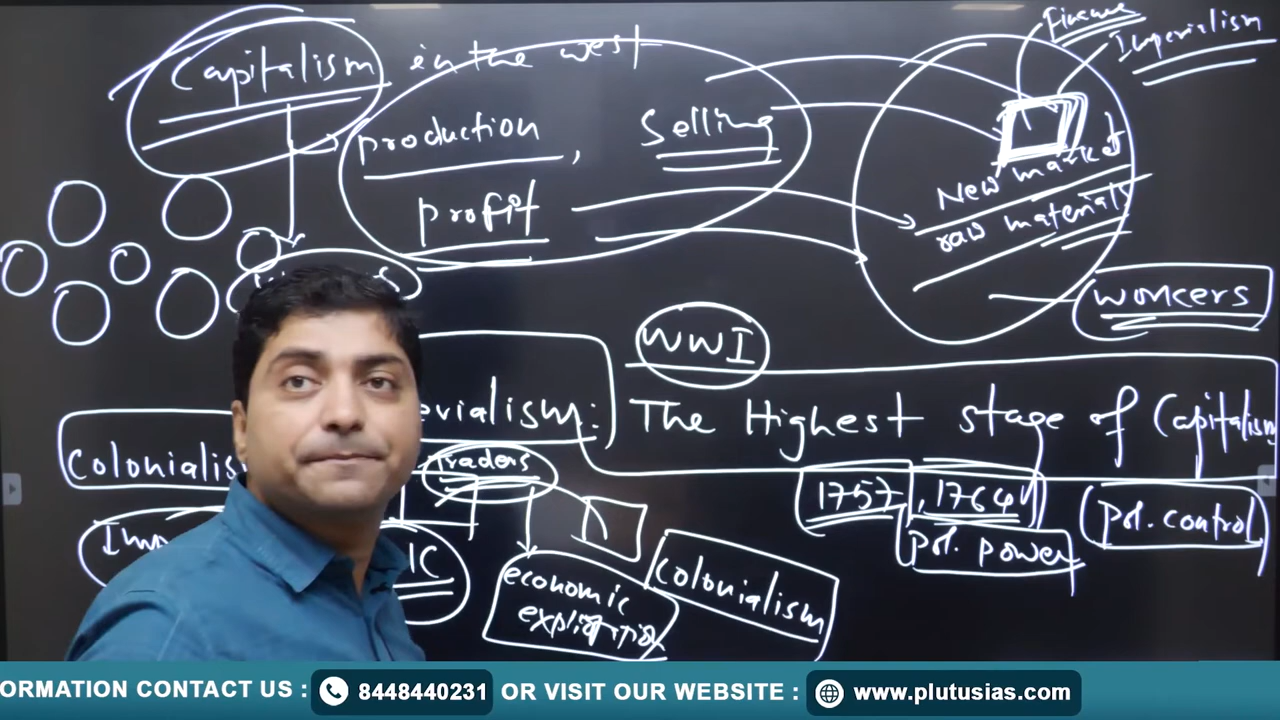 Finance
Imperialism
Capitalism in the west
production, Selling
profit
New market
raw materials
workers
WWI
The Highest stage of Capitalism
Colonialis
Traders
1757, 1764
pol. power
pol. control
IC
economic
colonialism
ORMATION CONTACT US : 8448440231 OR VISIT OUR WEBSITE : www.plutusias.com